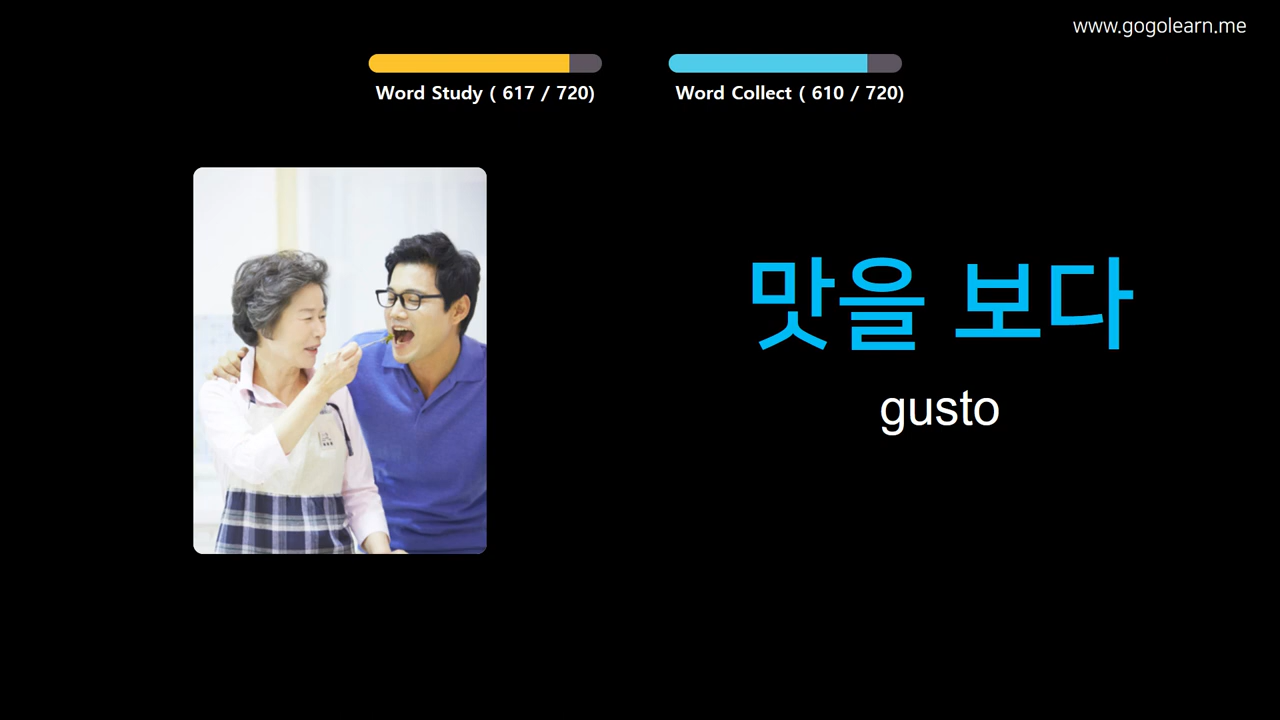 www.gogolearn.me
Word Study ( 617 / 720)
Word Collect ( 610 / 720)
맛을 보다
gusto